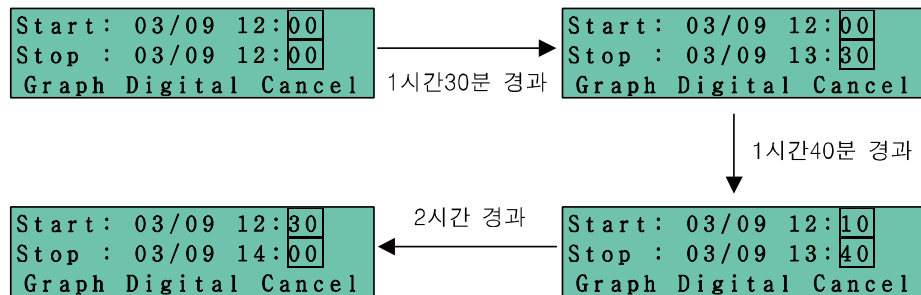 Start: 03/09 12:00
Stop : 03/09 12:00
Graph Digital Cancel
1시간30분 경과
Start: 03/09 12:00
Stop : 03/09 13:30
Graph Digital Cancel
1시간40분 경과
Start: 03/09 12:10
Stop : 03/09 13:40
Graph Digital Cancel
2시간 경과
Start: 03/09 12:30
Stop : 03/09 14:00
Graph Digital Cancel